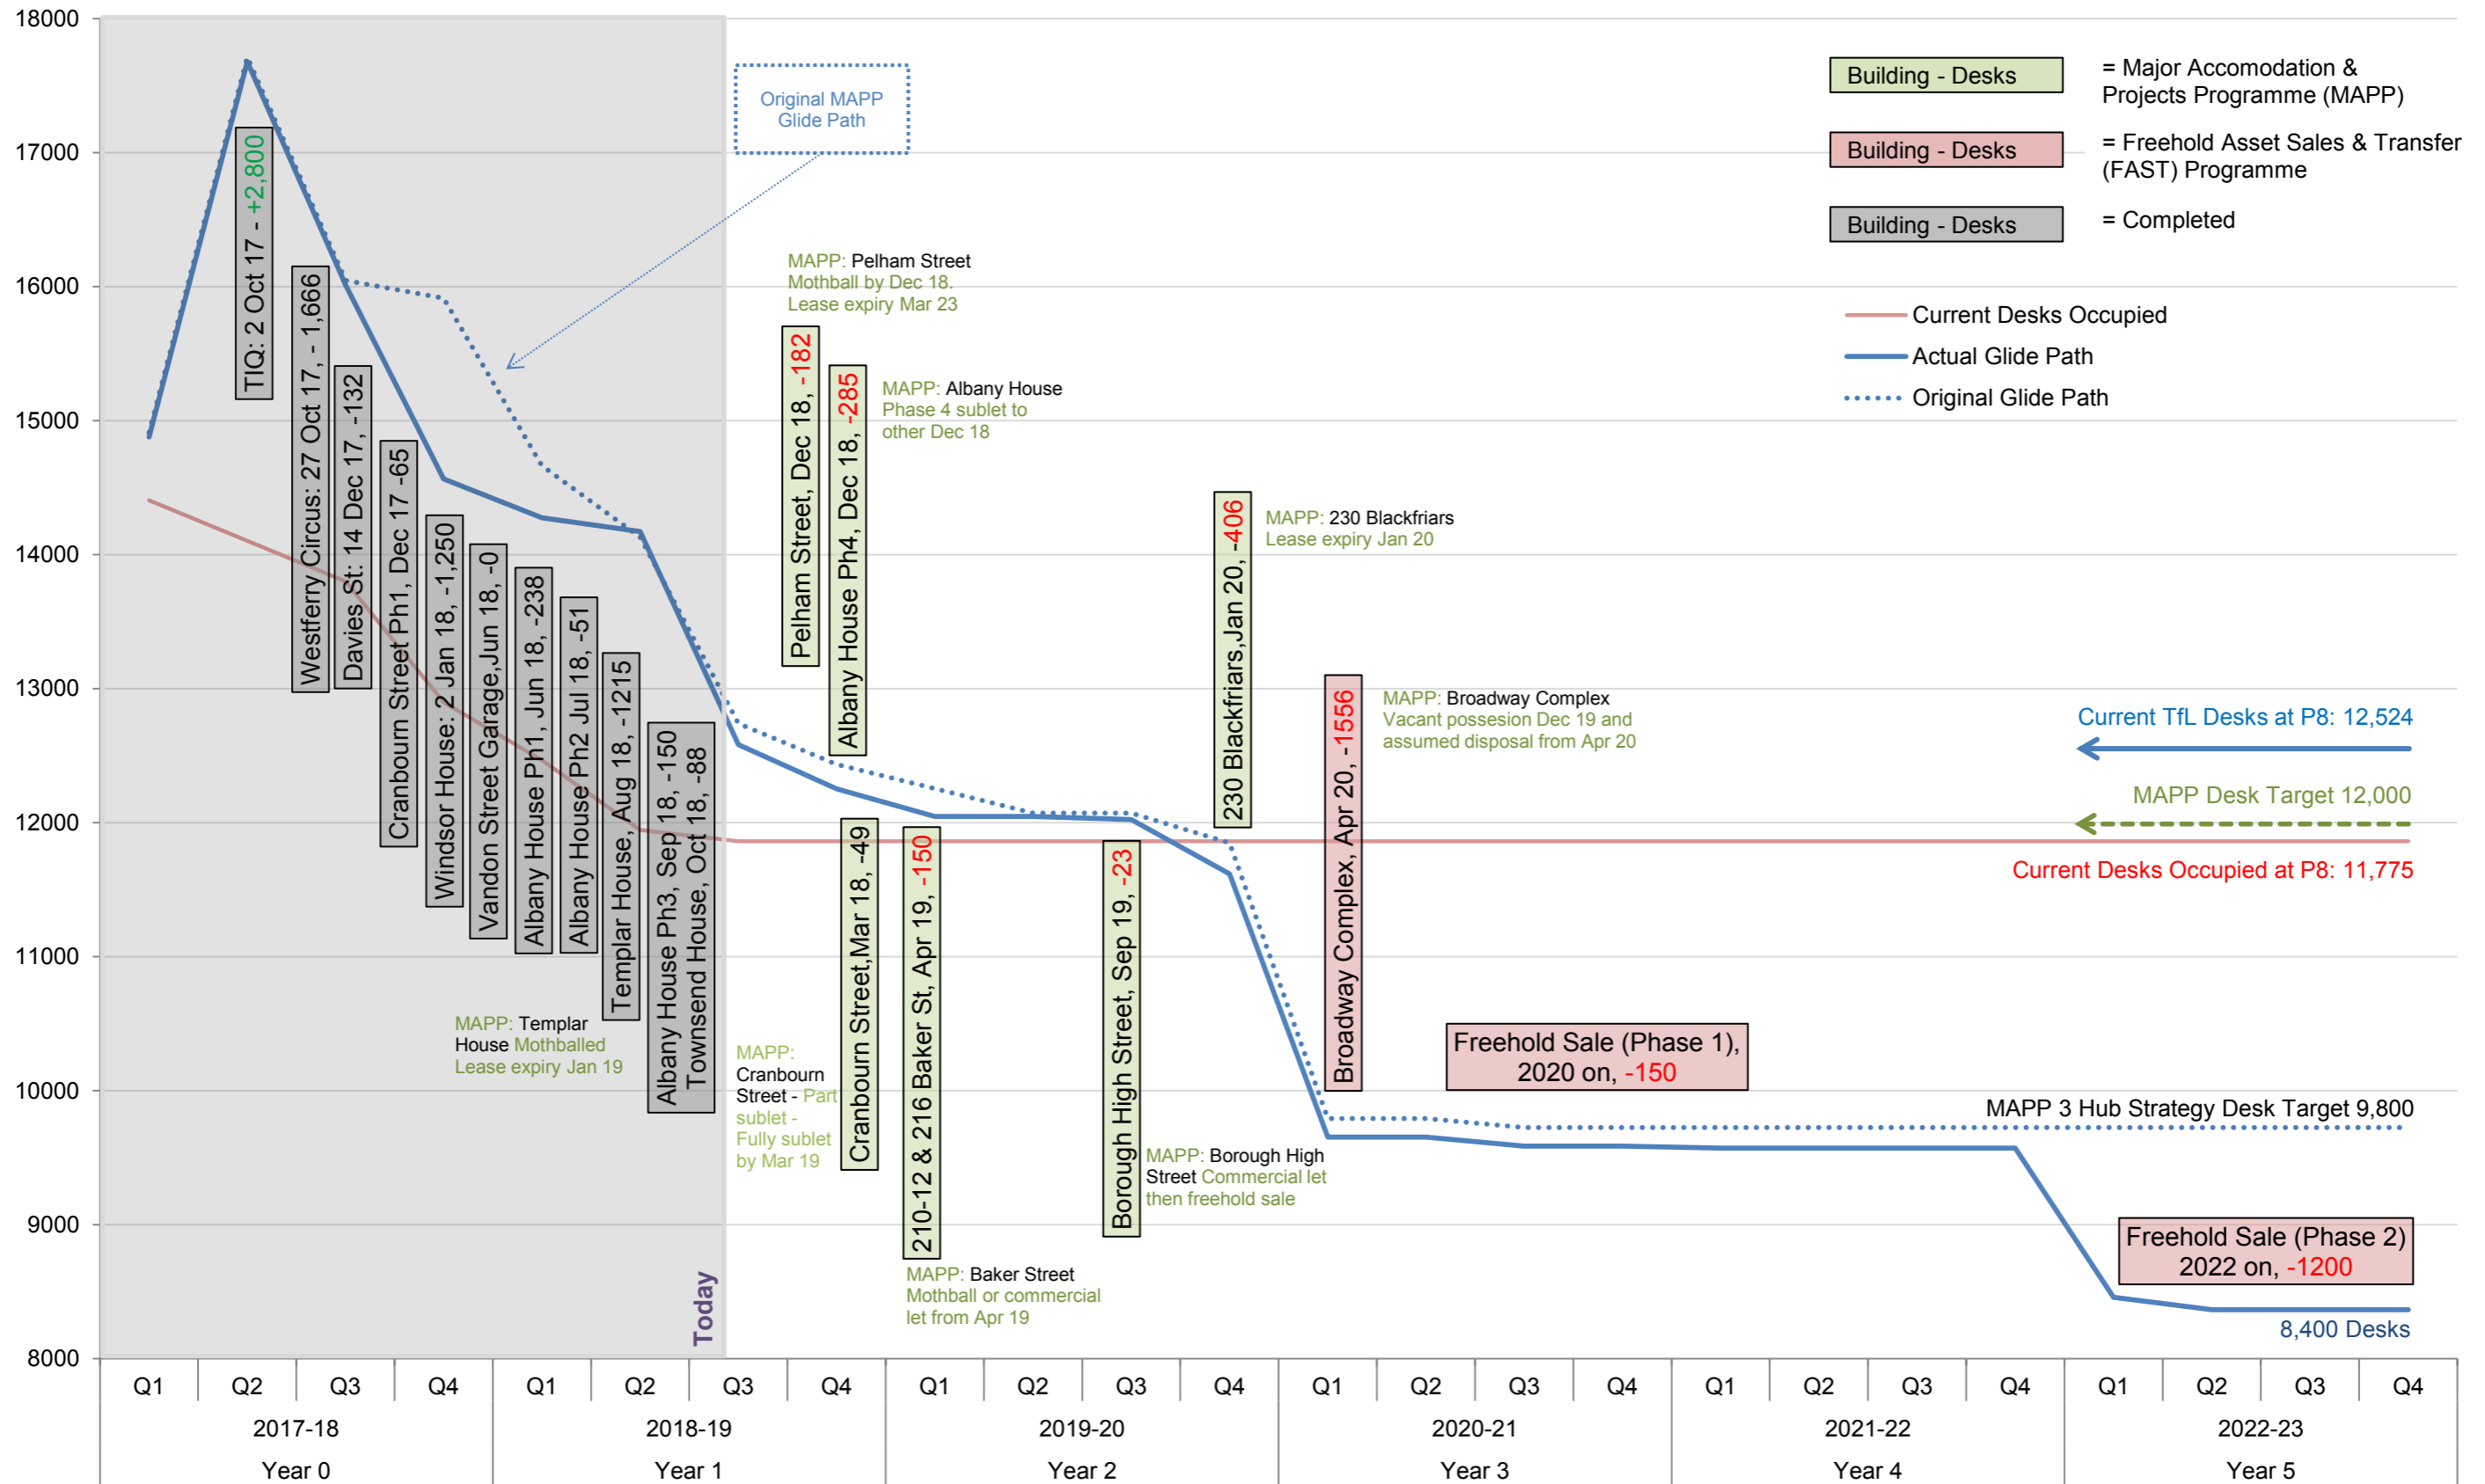 18000
17000
16000
15000
14000
13000
12000
11000
10000
9000
8000
Original MAPP
Glide Path
Building - Desks
= Major Accomodation &
Projects Programme (MAPP)
Building - Desks
= Freehold Asset Sales & Transfer
(FAST) Programme
Building - Desks
= Completed
Current Desks Occupied
Actual Glide Path
Original Glide Path
TIQ: 2 Oct 17 - +2,800
Westferry Circus: 27 Oct 17, - 1,666
Davies St: 14 Dec 17, -132
Cranbourn Street Ph1, Dec 17 -65
Windsor House: 2 Jan 18, -1,250
Vandon Street Garage,Jun 18, -0
Albany House Ph1, Jun 18, -238
Albany House Ph2 Jul 18, -51
Templar House, Aug 18, -1215
Albany House Ph3, Sep 18, -150
Townsend House, Oct 18, -88
MAPP: Templar
House Mothballed
Lease expiry Jan 19
Today
MAPP: Pelham Street
Mothball by Dec 18.
Lease expiry Mar 23
Pelham Street, Dec 18, -182
Albany House Ph4, Dec 18, -285
MAPP: Albany House
Phase 4 sublet to
other Dec 18
MAPP:
Cranbourn
Street - Part
sublet -
Fully sublet
by Mar 19
Cranbourn Street,Mar 18, -49
210-12 & 216 Baker St, Apr 19, -150
MAPP: Baker Street
Mothball or commercial
let from Apr 19
Borough High Street, Sep 19, -23
MAPP: Borough High
Street Commercial let
then freehold sale
230 Blackfriars,Jan 20, -406
MAPP: 230 Blackfriars
Lease expiry Jan 20
Broadway Complex, Apr 20, -1556
MAPP: Broadway Complex
Vacant possesion Dec 19 and
assumed disposal from Apr 20
Freehold Sale (Phase 1),
2020 on, -150
Current TfL Desks at P8: 12,524
MAPP Desk Target 12,000
Current Desks Occupied at P8: 11,775
MAPP 3 Hub Strategy Desk Target 9,800
Freehold Sale (Phase 2)
2022 on, -1200
8,400 Desks
Q1 Q2 Q3 Q4 Q1 Q2 Q3 Q4 Q1 Q2 Q3 Q4 Q1 Q2 Q3 Q4 Q1 Q2 Q3 Q4 Q1 Q2 Q3 Q4
2017-18 2018-19 2019-20 2020-21 2021-22 2022-23
Year 0 Year 1 Year 2 Year 3 Year 4 Year 5